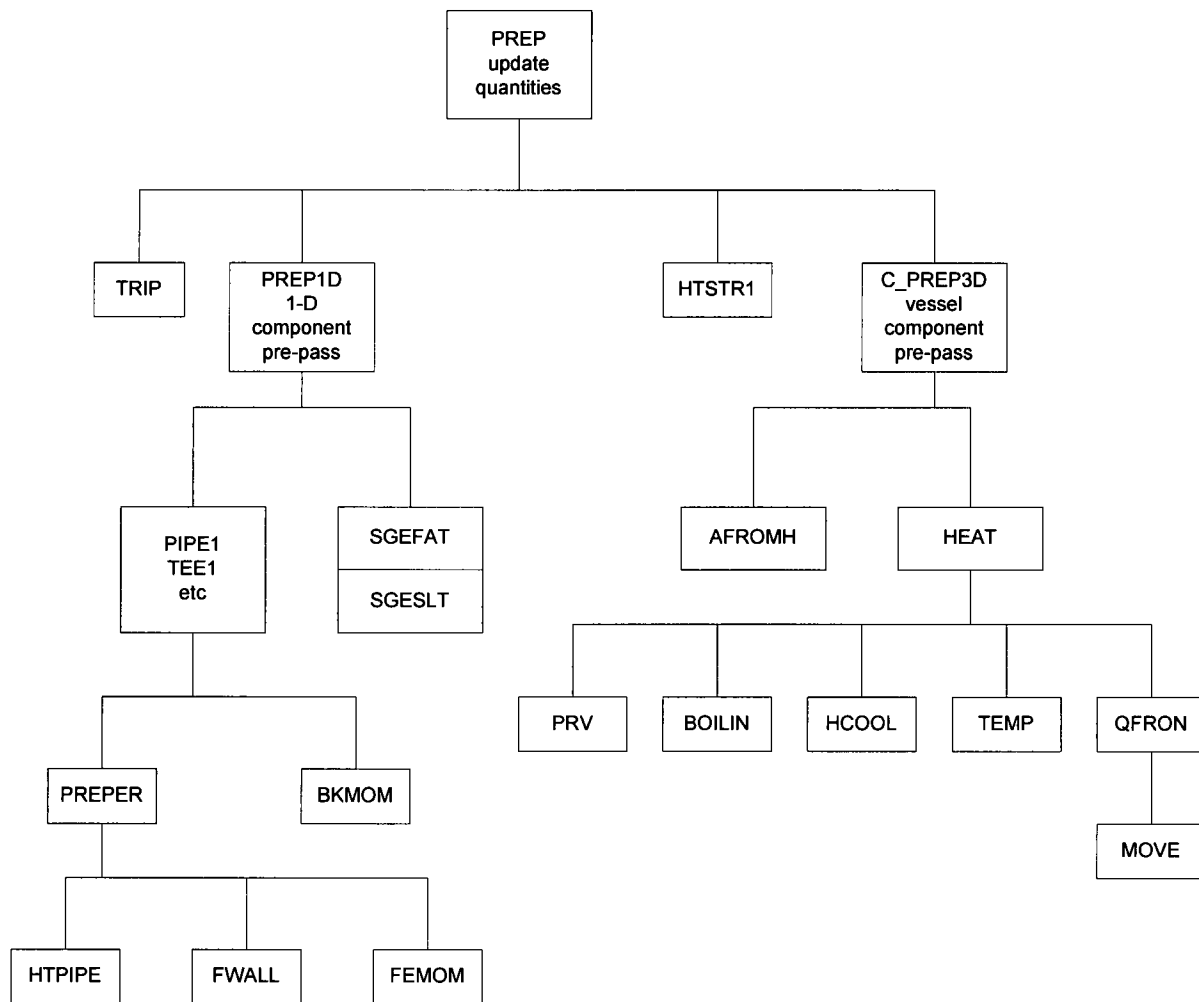 PREP
update
quantities
TRIP
PREP1D
1-D
component
pre-pass
HTSTR1
C_PREP3D
vessel
component
pre-pass
PIPE1
TEE1
etc
SGEFAT
SGESLT
AFROMH
HEAT
PRV
BOILIN
HCOOL
TEMP
QFRON
PREPER
BKMOM
MOVE
HTPIPE
FWALL
FEMOM